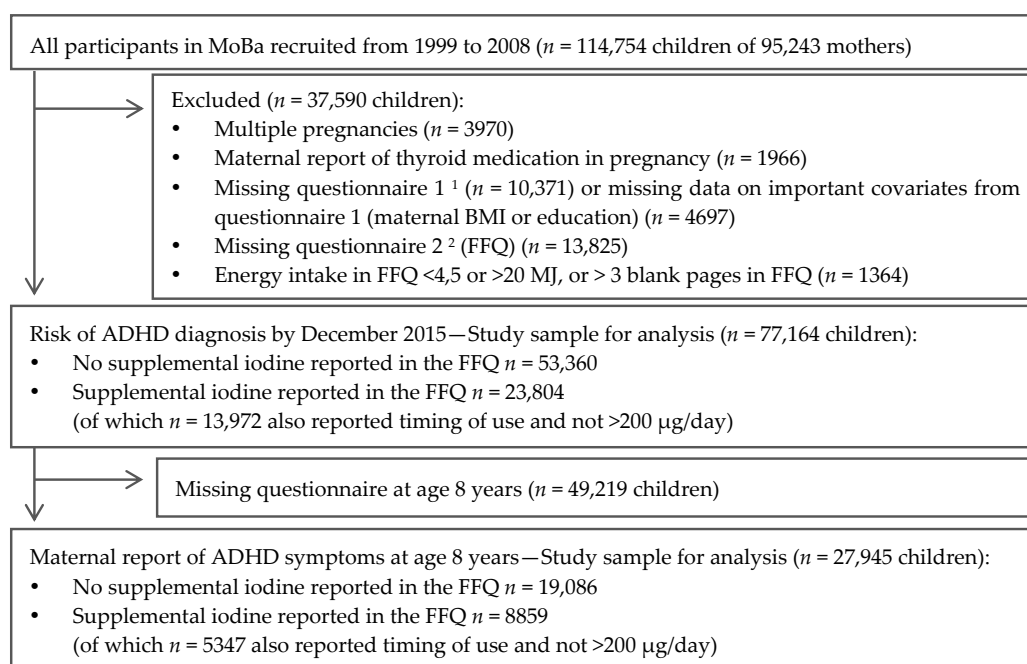 All participants in MoBa recruited from 1999 to 2008 (n = 114,754 children of 95,243 mothers)
Excluded (n = 37,590 children):
• Multiple pregnancies (n = 3970)
• Maternal report of thyroid medication in pregnancy (n = 1966)
• Missing questionnaire 1 ¹ (n = 10,371) or missing data on important covariates from
questionnaire 1 (maternal BMI or education) (n = 4697)
• Missing questionnaire 2 ² (FFQ) (n = 13,825)
• Energy intake in FFQ <4,5 or >20 MJ, or > 3 blank pages in FFQ (n = 1364)
Risk of ADHD diagnosis by December 2015—Study sample for analysis (n = 77,164 children):
• No supplemental iodine reported in the FFQ n = 53,360
• Supplemental iodine reported in the FFQ n = 23,804
(of which n = 13,972 also reported timing of use and not >200 µg/day)
Missing questionnaire at age 8 years (n = 49,219 children)
Maternal report of ADHD symptoms at age 8 years—Study sample for analysis (n = 27,945 children):
• No supplemental iodine reported in the FFQ n = 19,086
• Supplemental iodine reported in the FFQ n = 8859
(of which n = 5347 also reported timing of use and not >200 µg/day)